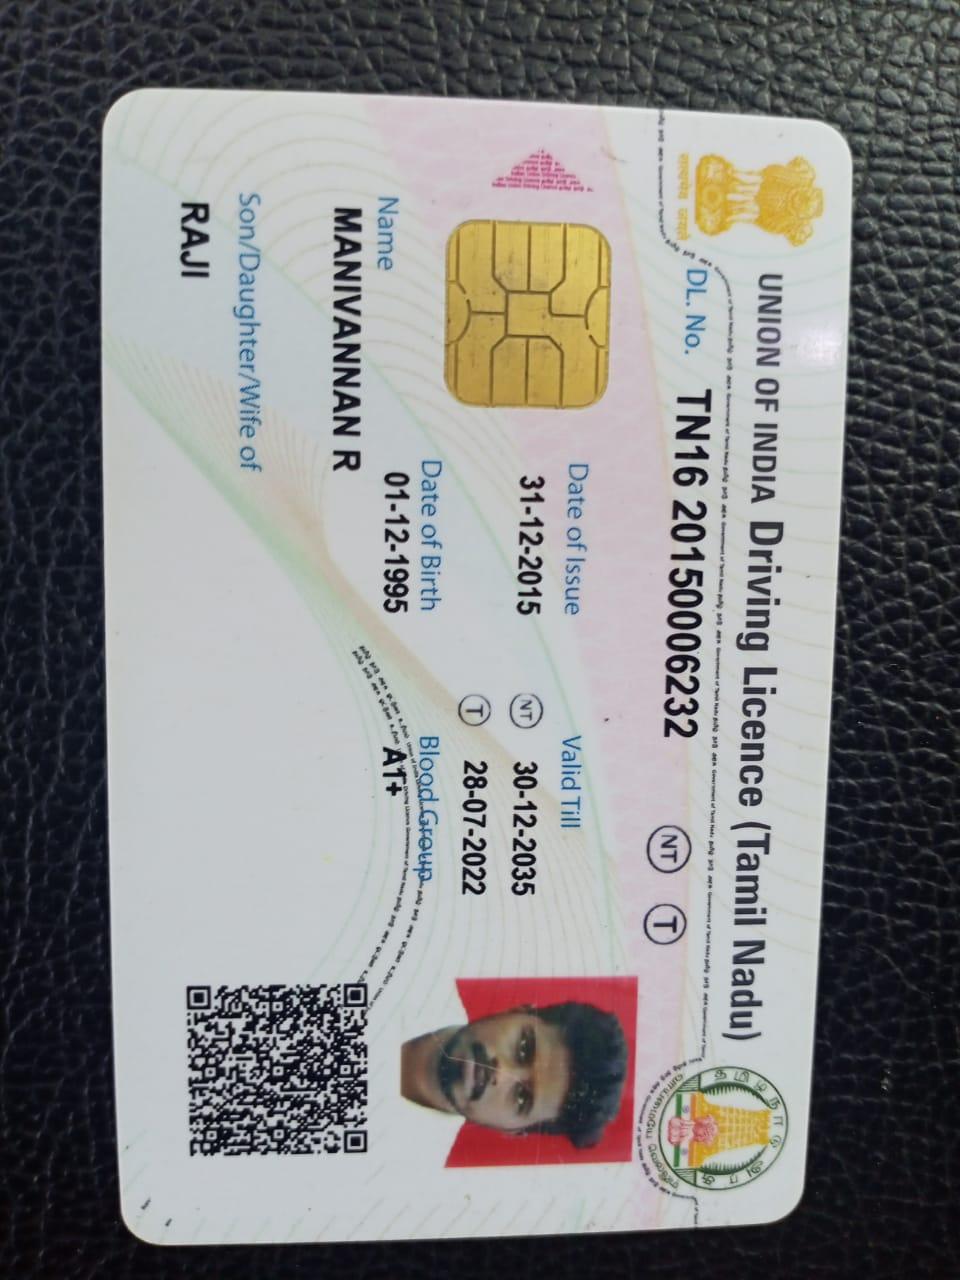 UNION OF INDIA Driving Licence (Tamil Nadu)
DL. No. TN16 20150006232 NT T
Date of Issue Valid Till
31-12-2015 NT 30-12-2035
T 28-07-2022
Date of Birth Blood Group
01-12-1995 A1+
Name
MANIVANNAN R
Son/Daughter/Wife of
RAJI